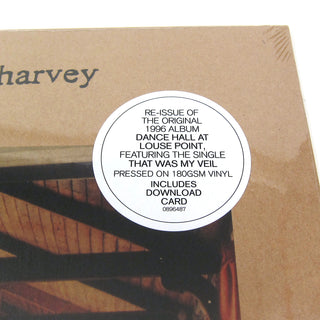 harvey
RE-ISSUE OF
THE ORIGINAL
1996 ALBUM
DANCE HALL AT
LOUSE POINT,
FEATURING THE SINGLE
THAT WAS MY VEIL
PRESSED ON 180GSM VINYL
INCLUDES
DOWNLOAD
CARD
0896487